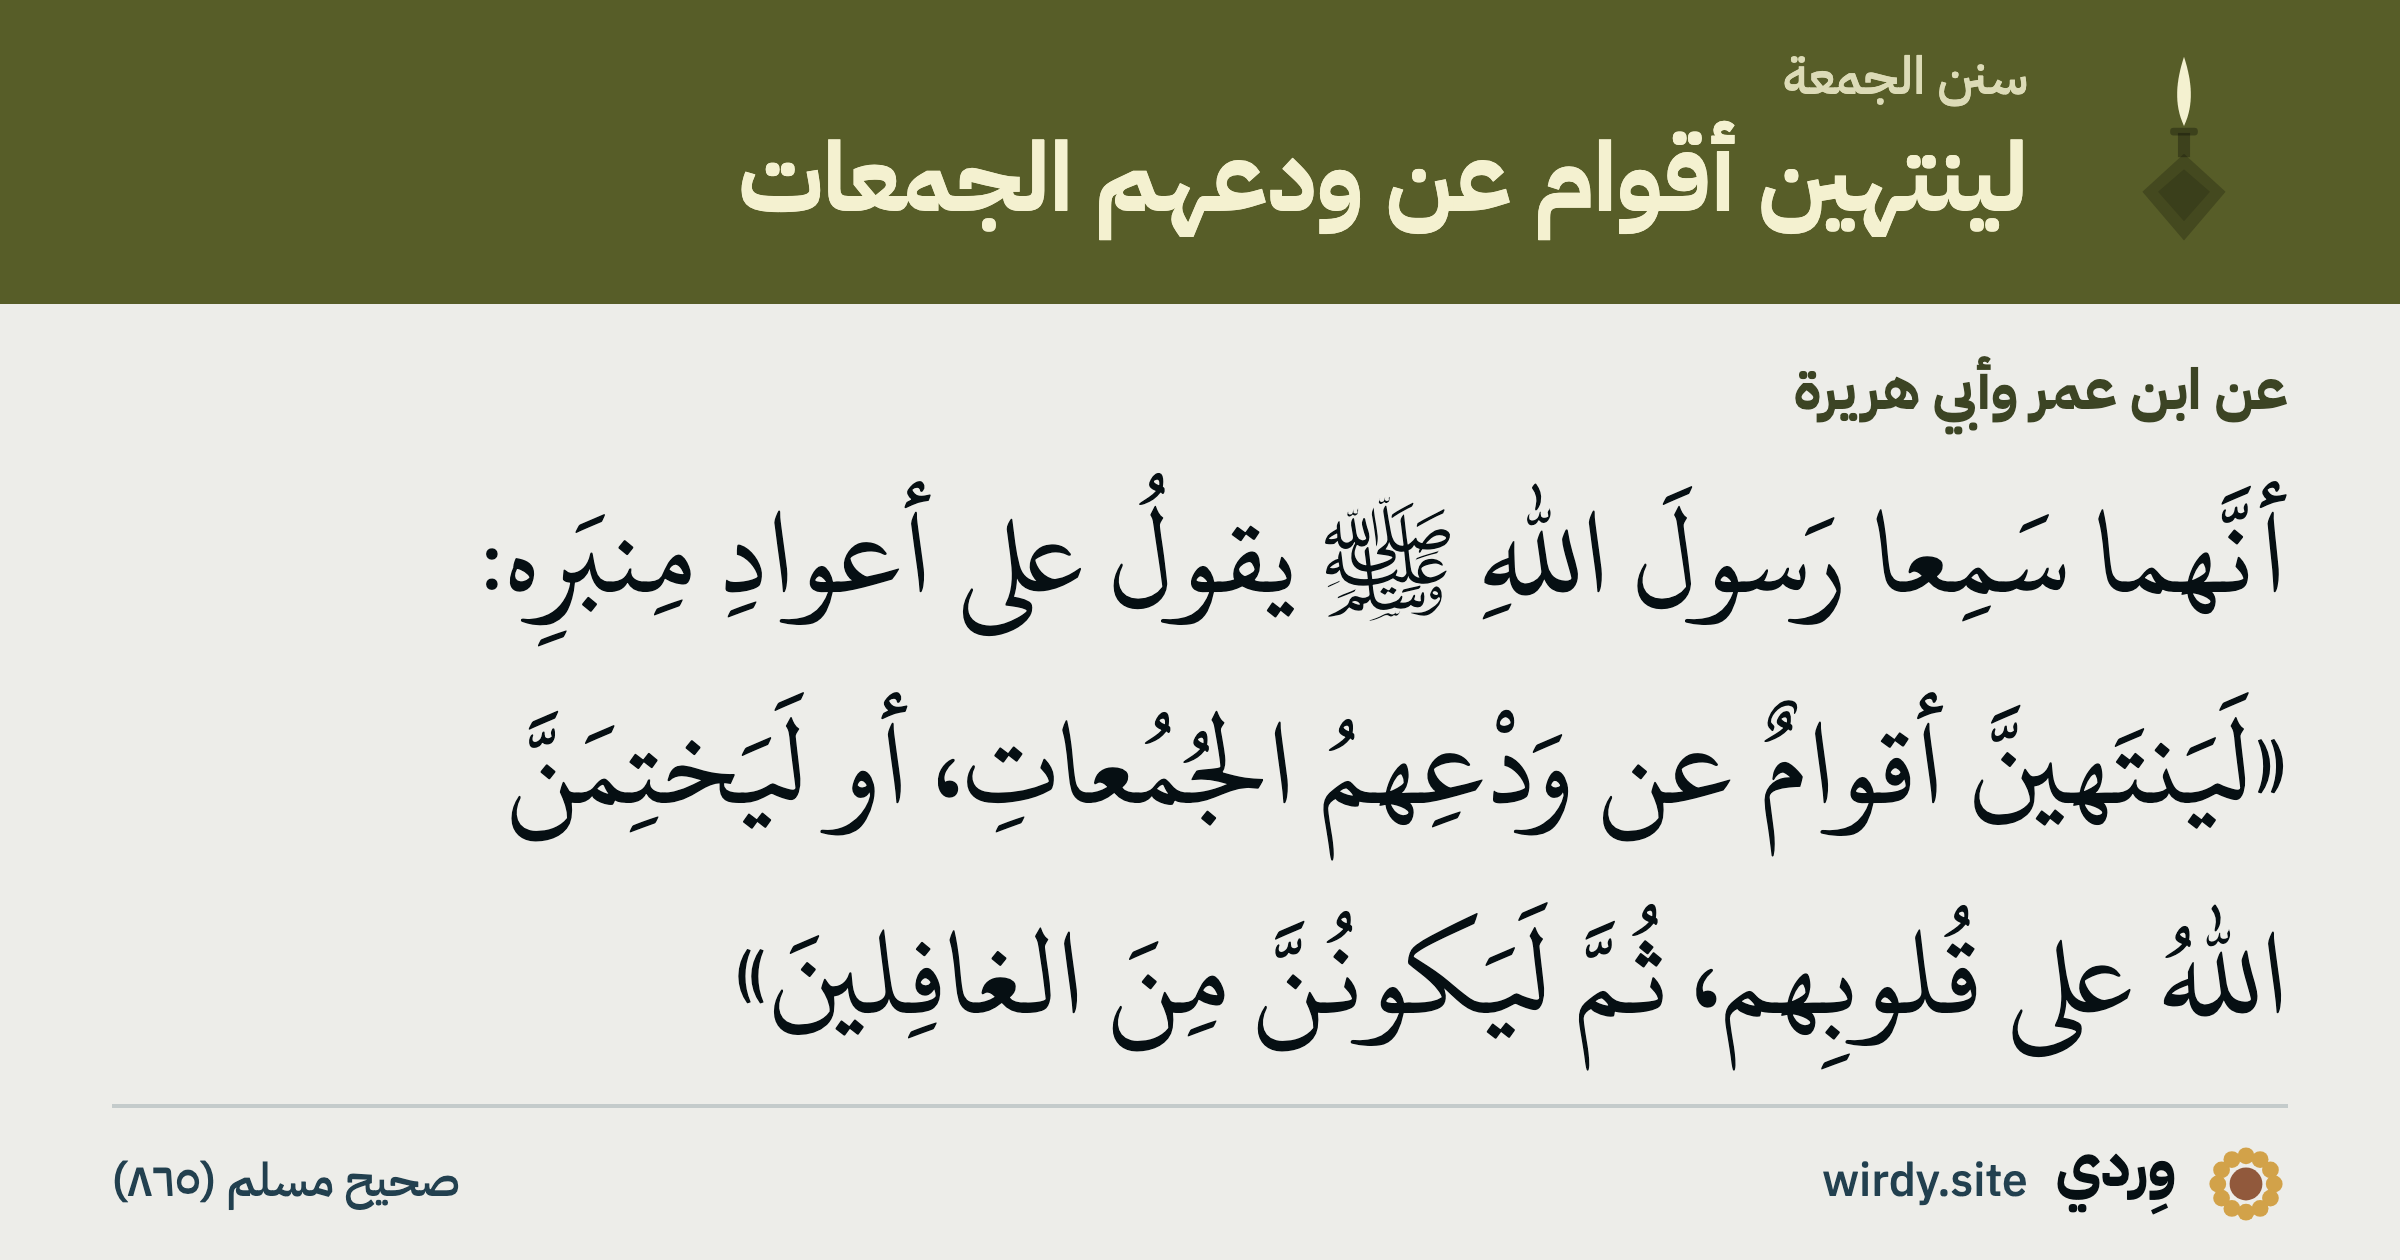 سنن الجمعة
لينتهين أقوام عن ودعهم الجمعات
عن ابن عمر وأبي هريرة
أنَّهما سَمِعا رَسولَ اللهِ ﷺ يقولُ على أعوادِ مِنبَرِه:
«لَيَنتَهينَّ أقوامٌ عن وَدْعِهمُ الجُمُعاتِ، أو لَيَختِمَنَّ
اللهُ على قُلوبِهم، ثُمَّ لَيَكونُنَّ مِنَ الغافِلينَ»
وِردي wirdy.site
صحيح مسلم (٨٦٥)